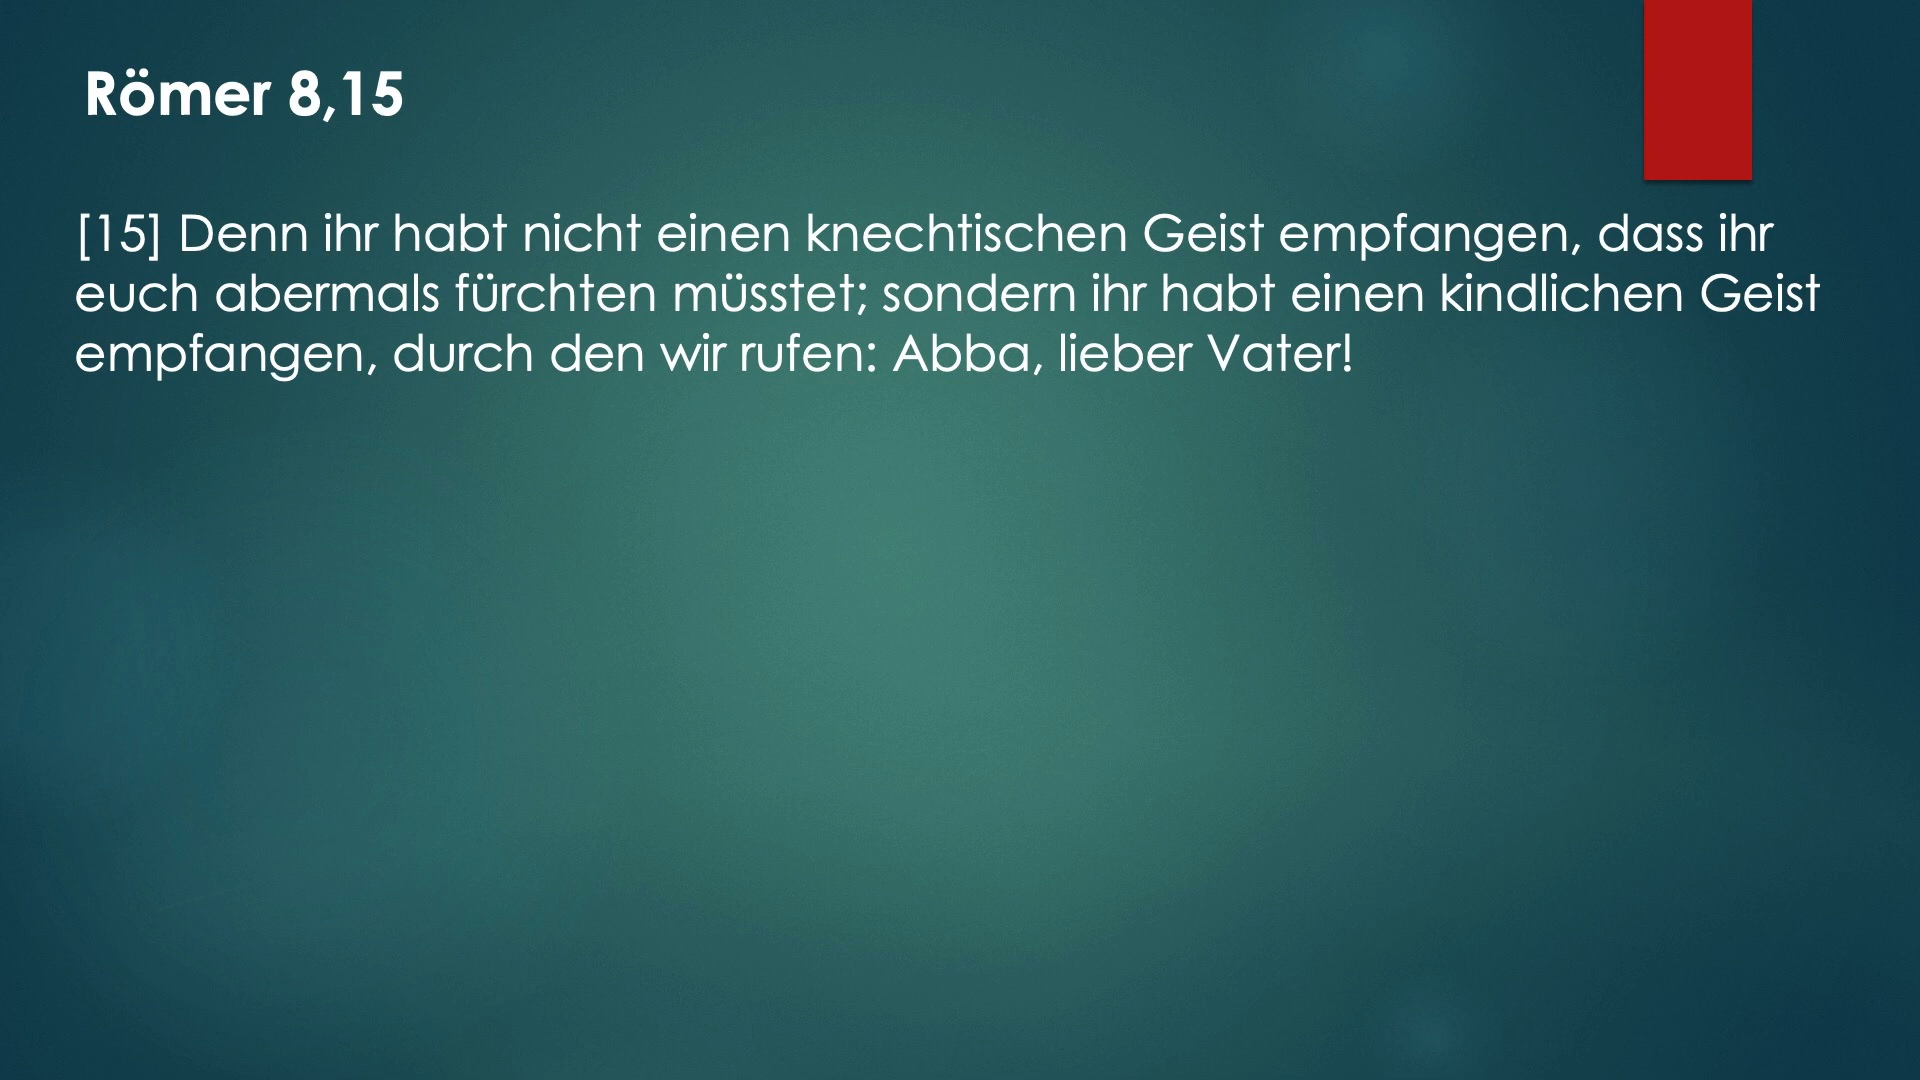 Römer 8,15
[15] Denn ihr habt nicht einen knechtischen Geist empfangen, dass ihr
euch abermals fürchten müsstet; sondern ihr habt einen kindlichen Geist
empfangen, durch den wir rufen: Abba, lieber Vater!